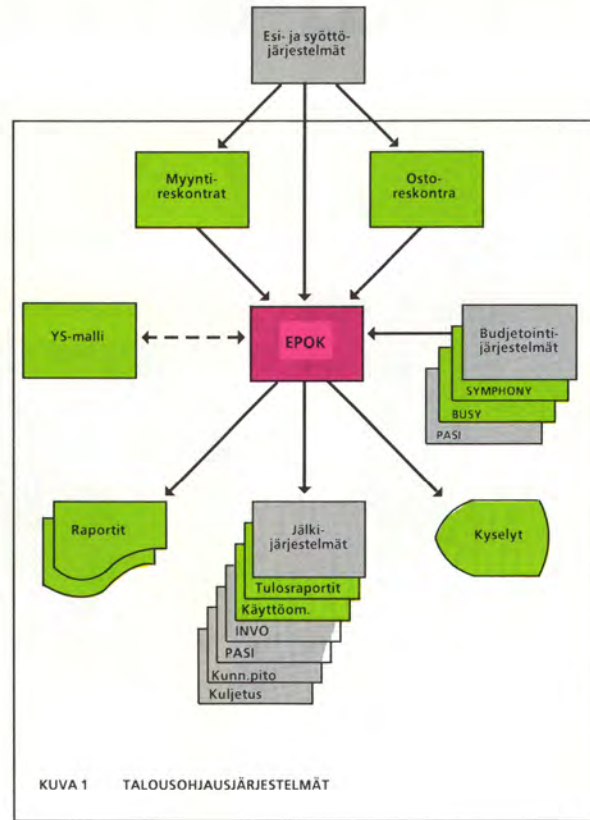 Esi- ja syöttö-
järjestelmät
Myynti-
reskontrat
Osto-
reskontra
YS-malli
EPOK
Budjetointi-
järjestelmät
SYMPHONY
BUSY
PASI
Raportit
Jälki-
järjestelmät
Tulosraportit
Käyttöom.
INVO
PASI
Kunn.pito
Kuljetus
Kyselyt
KUVA 1 TALOUSOHJAUSJÄRJESTELMÄT